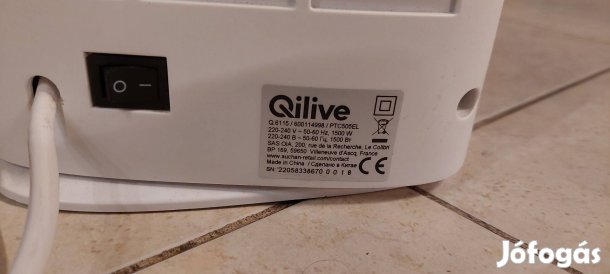 O I
Qilive
Q.6115 / 600114998 / PTC505EL
220-240 V ~ 50-60 Hz, 1500 W
220-240 В ~ 50-60 Гц, 1500 Вт
SAS OIA, 200, rue de la Recherche, Le Colibri
BP 169, 59650 Villeneuve d'Ascq, France
www.auchan-retail.com/contact
Made in China / Сделано в Китае
CE
SN: 22058338670 0 0 1 8
Jófogás